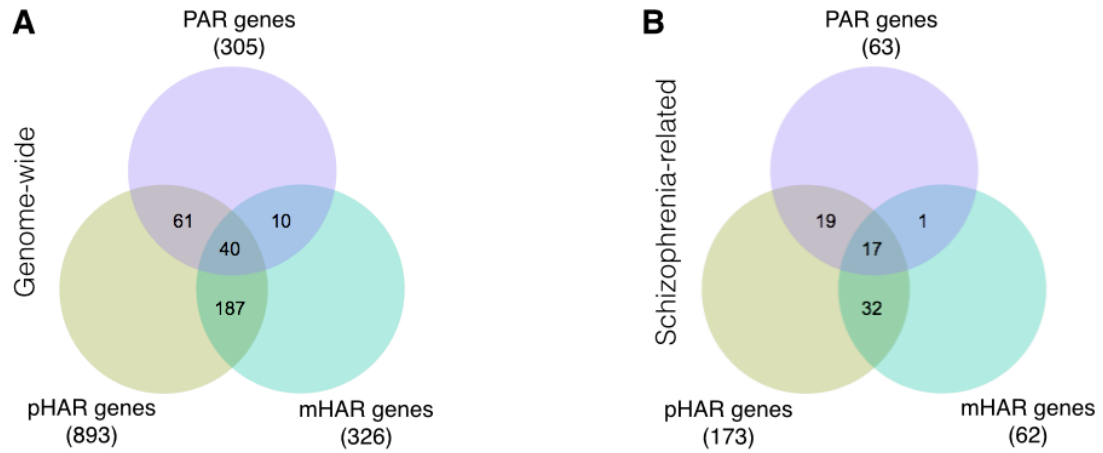 A
PAR genes
(305)
Genome-wide
61
10
40
187
pHAR genes
(893)
mHAR genes
(326)
B
PAR genes
(63)
Schizophrenia-related
19
1
17
32
pHAR genes
(173)
mHAR genes
(62)